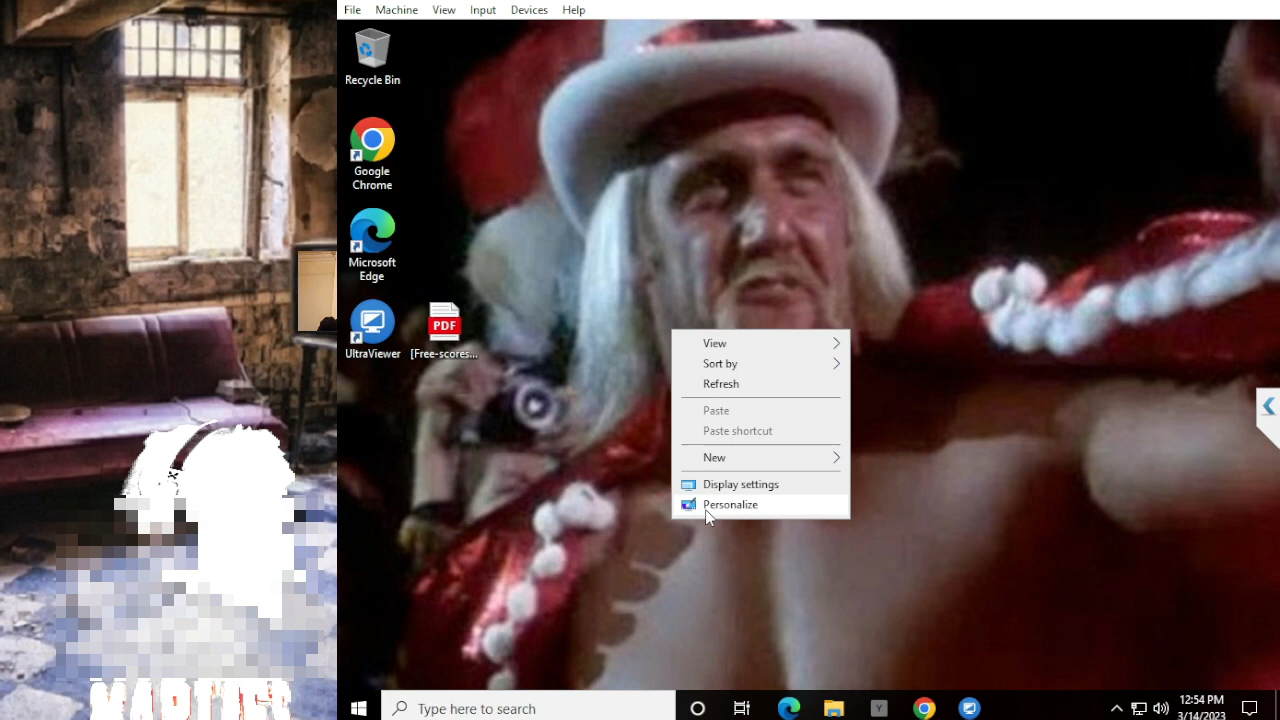 File Machine View Input Devices Help
Recycle Bin
Google
Chrome
Microsoft
Edge
UltraViewer
PDF
[Free-scores...
View
Sort by
Refresh
Paste
Paste shortcut
New
Display settings
Personalize
Type here to search
Y
12:54 PM
3/14/2023